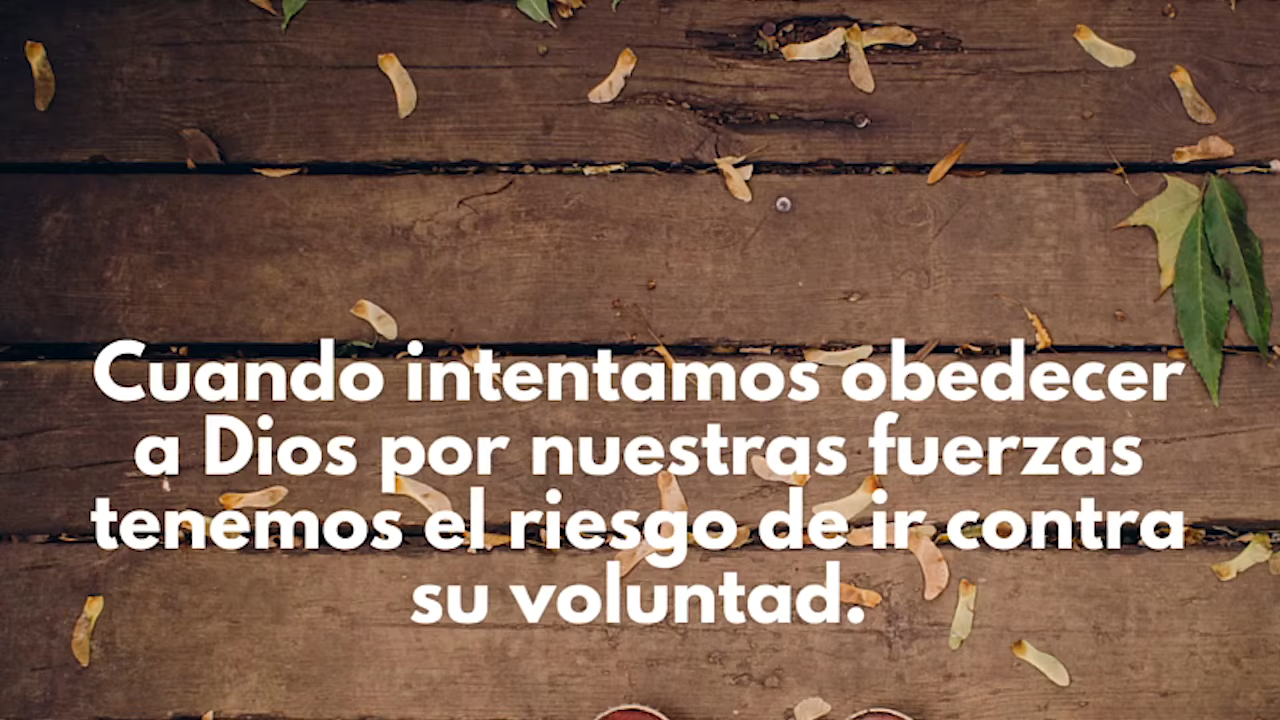 Cuando intentamos obedecer
a Dios por nuestras fuerzas
tenemos el riesgo de ir contra
su voluntad.